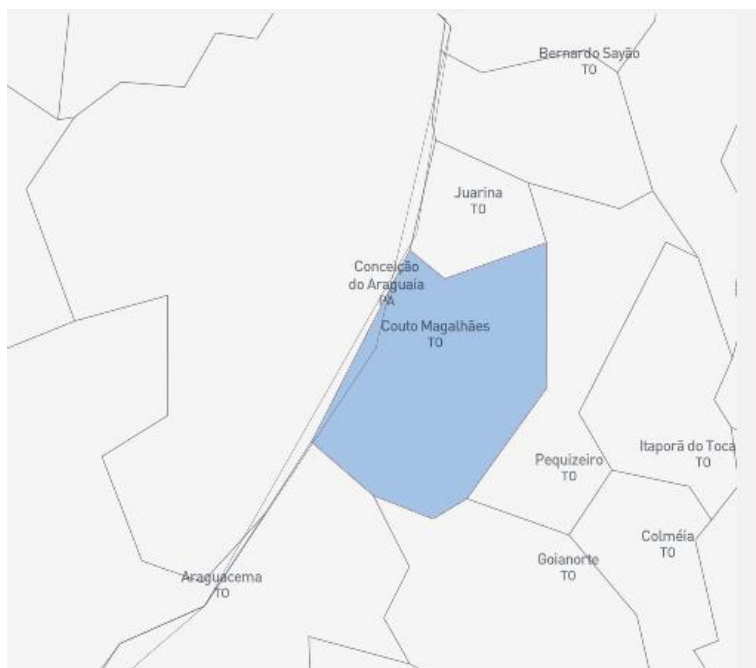 Bernardo Sayão
TO
Juarina
TO
Conceição
do Araguaia
PA
Couto Magalhães
TO
Pequizeiro
TO
Itaporã do Toca
TO
Colméia
TO
Goianorte
TO
Araguacema
TO